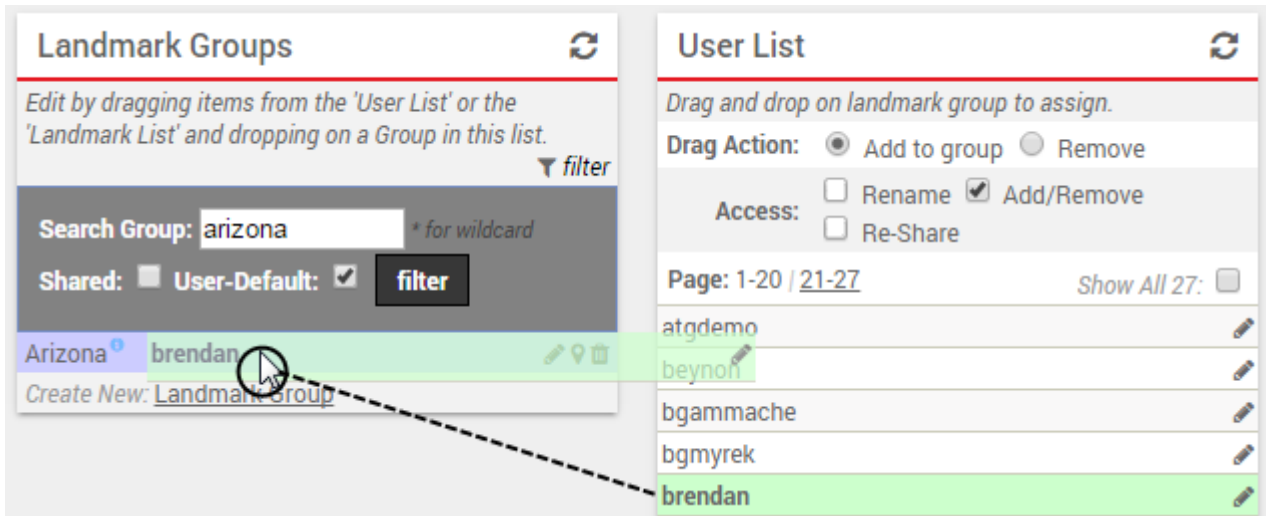 Landmark Groups
Edit by dragging items from the 'User List' or the
'Landmark List' and dropping on a Group in this list.
filter
Search Group: arizona * for wildcard
Shared: User-Default: filter
Arizona brendan
Create New: Landmark Group
User List
Drag and drop on landmark group to assign.
Drag Action: Add to group Remove
Access: Rename Add/Remove
Re-Share
Page: 1-20 | 21-27 Show All 27:
atgdemo
beynon
bgammache
bgmyrek
brendan